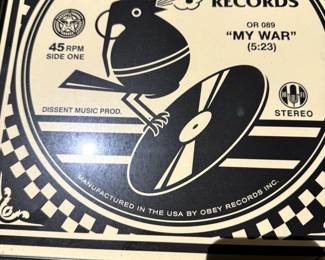 RECORDS
OR 089
"MY WAR"
(5:23)
45 RPM
SIDE ONE
STEREO
DISSENT MUSIC PROD.
MANUFACTURED IN THE USA BY OBEY RECORDS INC.